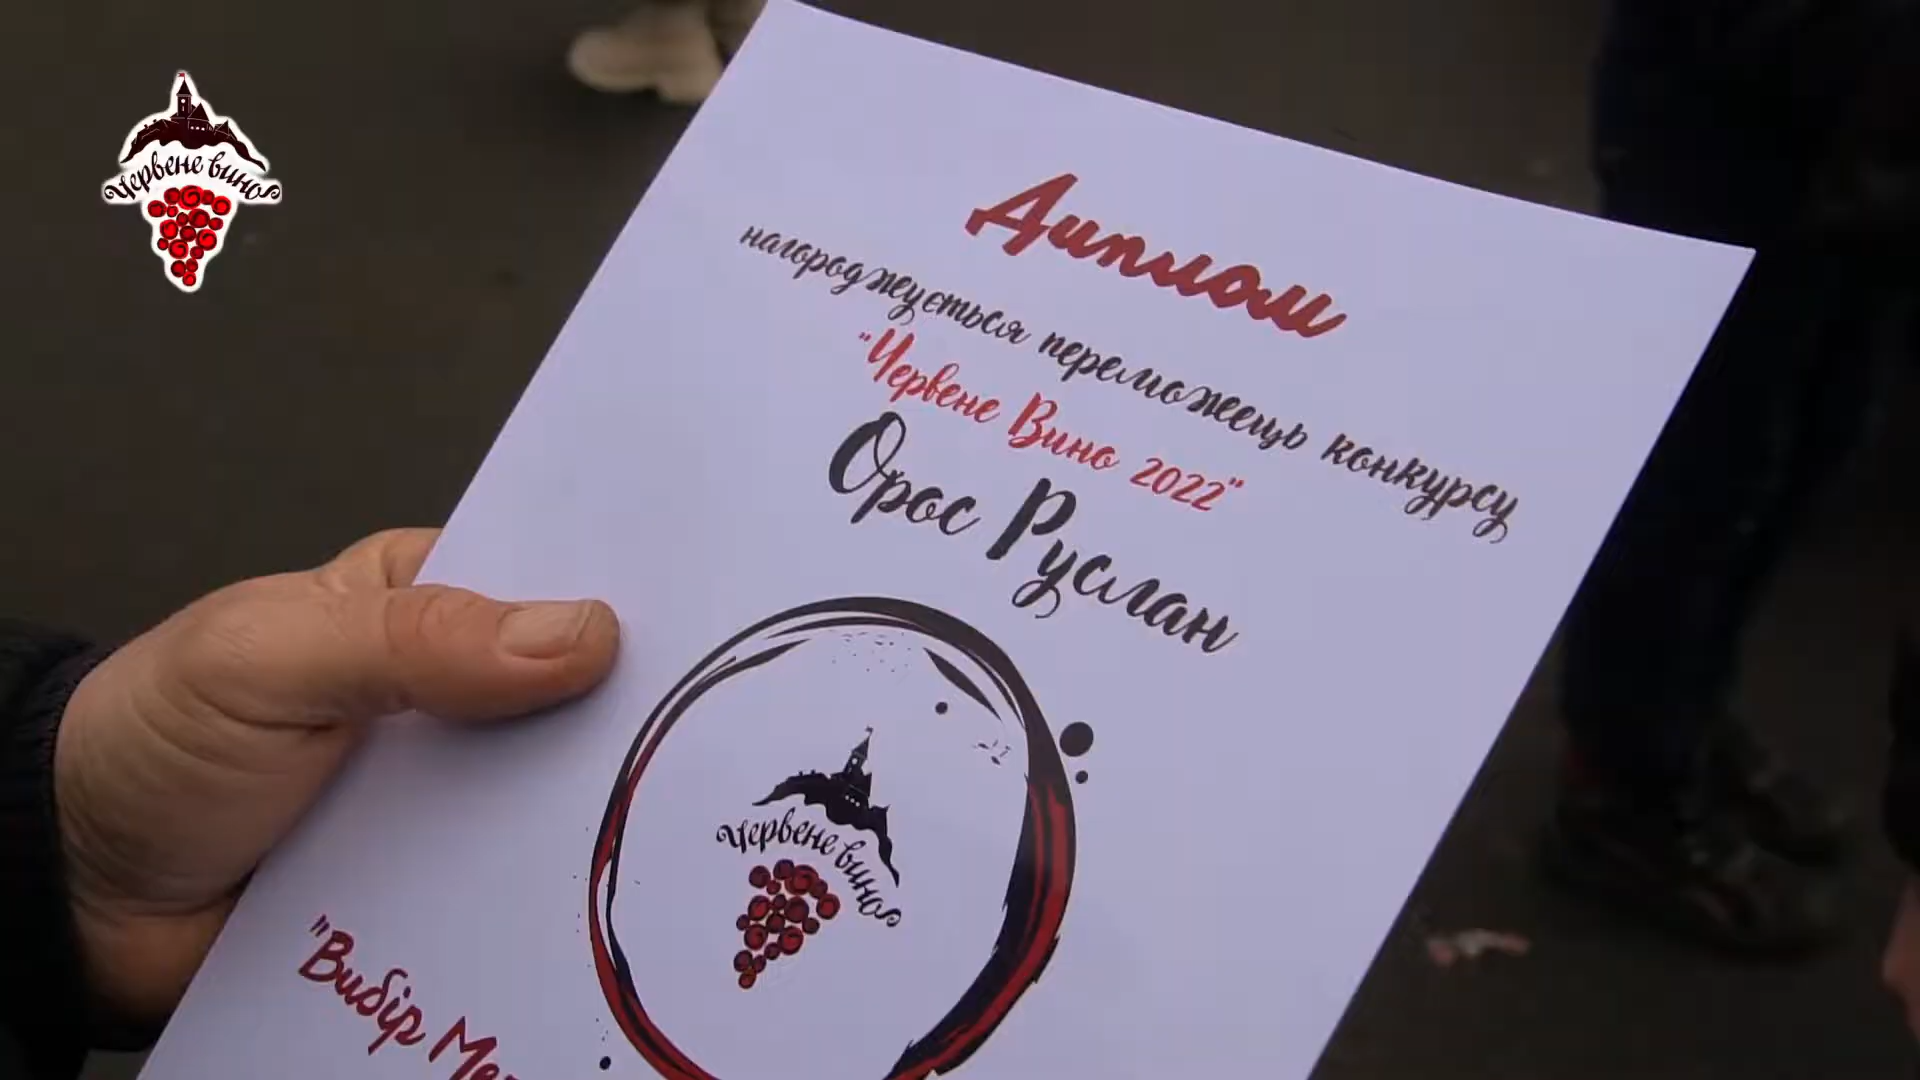 Червене вино
Диплом
нагороджується переможець конкурсу
"Червене Вино 2022"
Орос Руслан
Червене вино
"Вибір